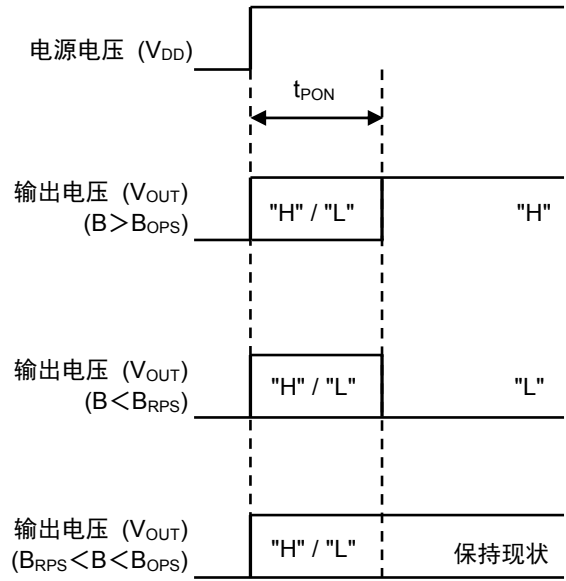 电源电压 (VDD)
tPON
输出电压 (VOUT)
(B＞BOPS)
"H" / "L"
"H"
输出电压 (VOUT)
(B＜BRPS)
"H" / "L"
"L"
输出电压 (VOUT)
(BRPS＜B＜BOPS)
"H" / "L"
保持现状